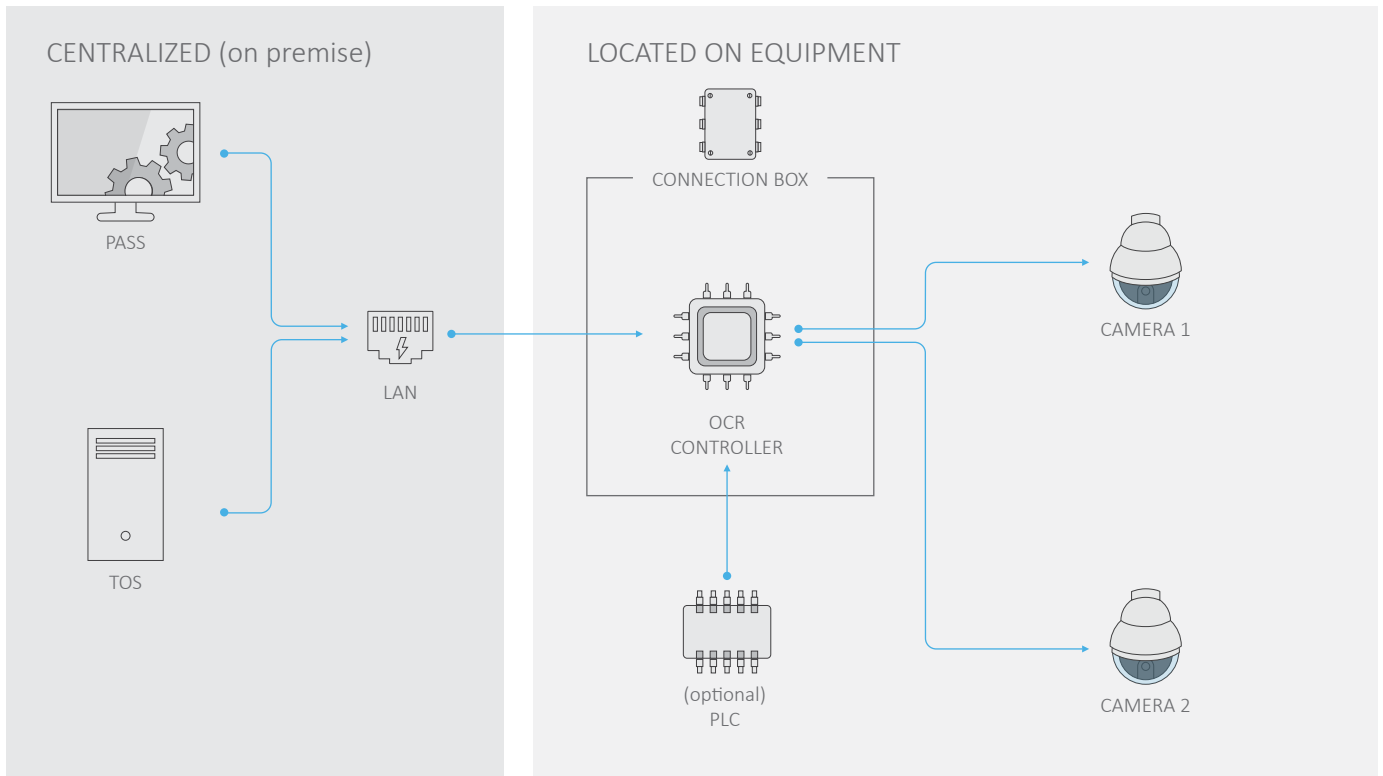 CENTRALIZED (on premise)
PASS
LAN
TOS
LOCATED ON EQUIPMENT
CONNECTION BOX
OCR
CONTROLLER
(optional)
PLC
CAMERA 1
CAMERA 2